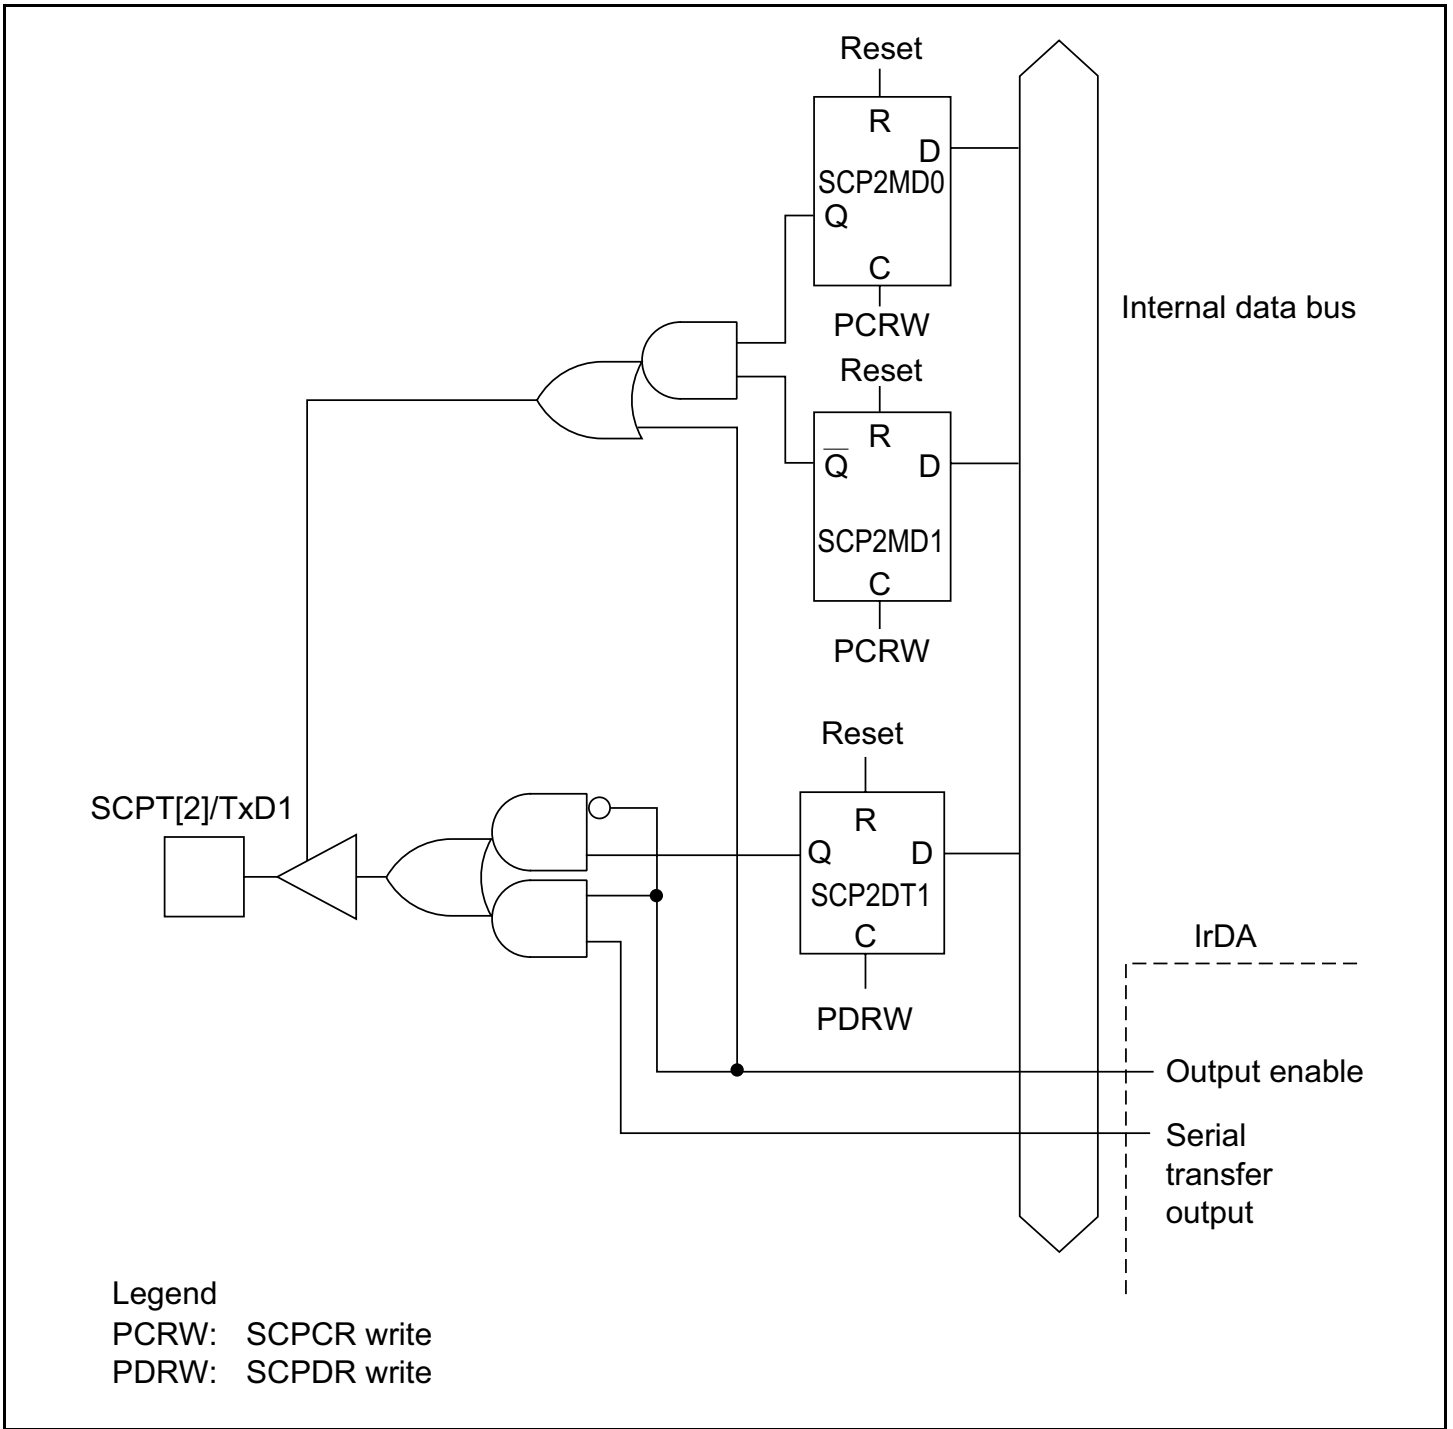 Reset
R
D
SCP2MD0
Q
C
PCRW
Internal data bus
Reset
R
Q̅
D
SCP2MD1
C
PCRW
Reset
SCPT[2]/TxD1
R
Q
D
SCP2DT1
C
PDRW
IrDA
Output enable
Serial
transfer
output
Legend
PCRW: SCPCR write
PDRW: SCPDR write